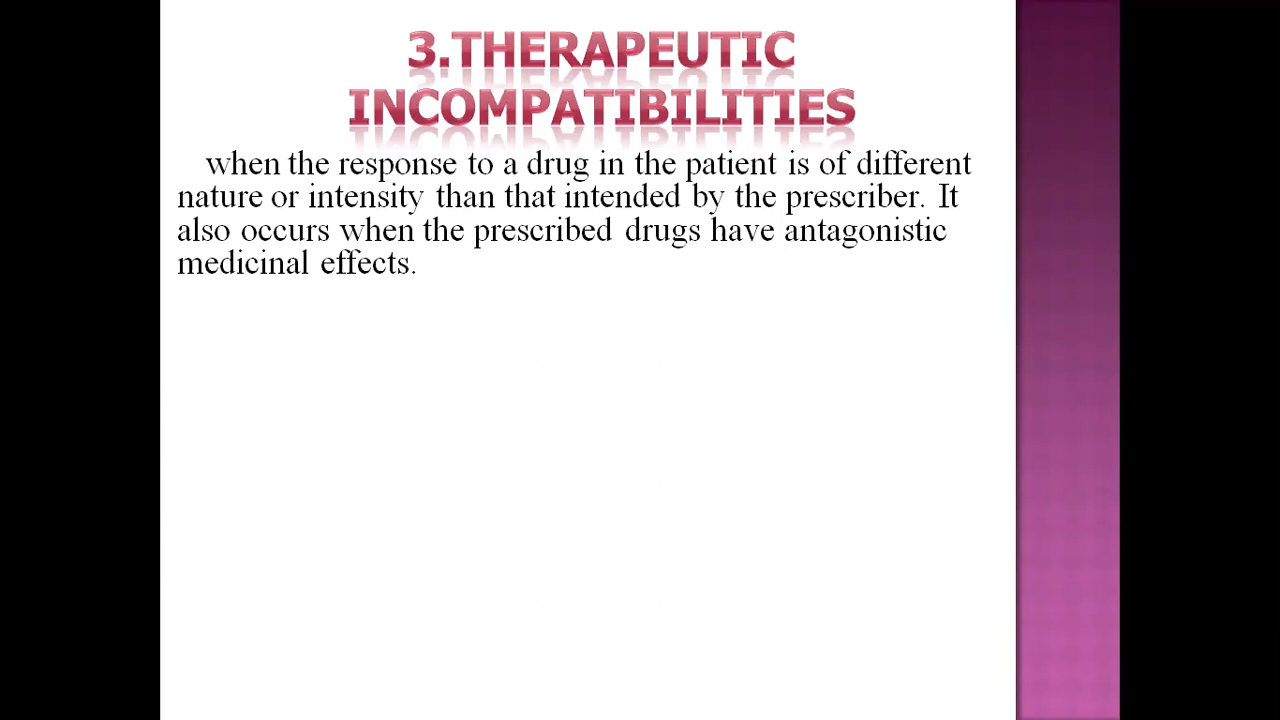 3.THERAPEUTIC
INCOMPATIBILITIES
when the response to a drug in the patient is of different
nature or intensity than that intended by the prescriber. It
also occurs when the prescribed drugs have antagonistic
medicinal effects.